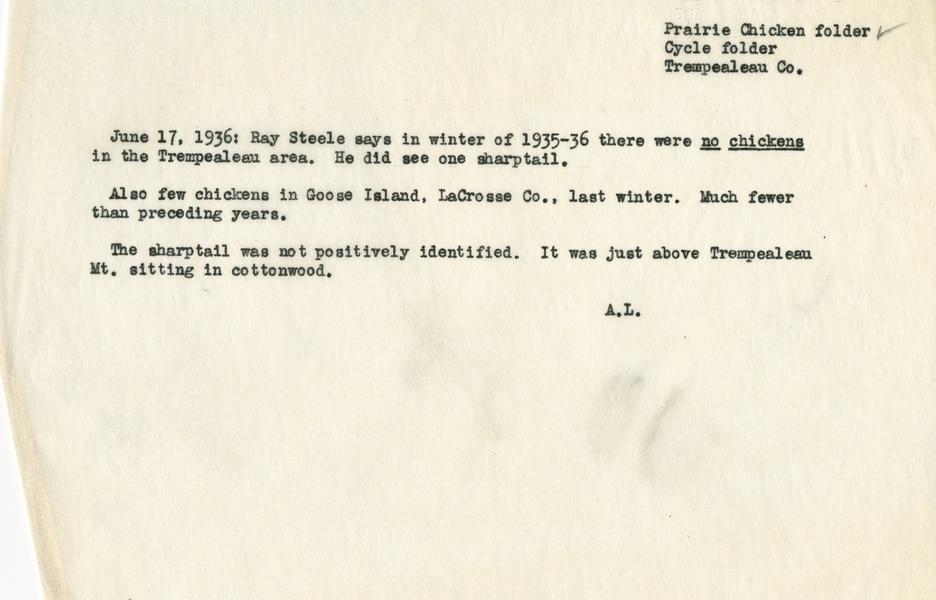 Prairie Chicken folder ✓
Cycle folder
Trempealeau Co.
June 17, 1936: Ray Steele says in winter of 1935-36 there were no chickens
in the Trempealeau area. He did see one sharptail.
Also few chickens in Goose Island, LaCrosse Co., last winter. Much fewer
than preceding years.
The sharptail was not positively identified. It was just above Trempealeau
Mt. sitting in cottonwood.
A.L.